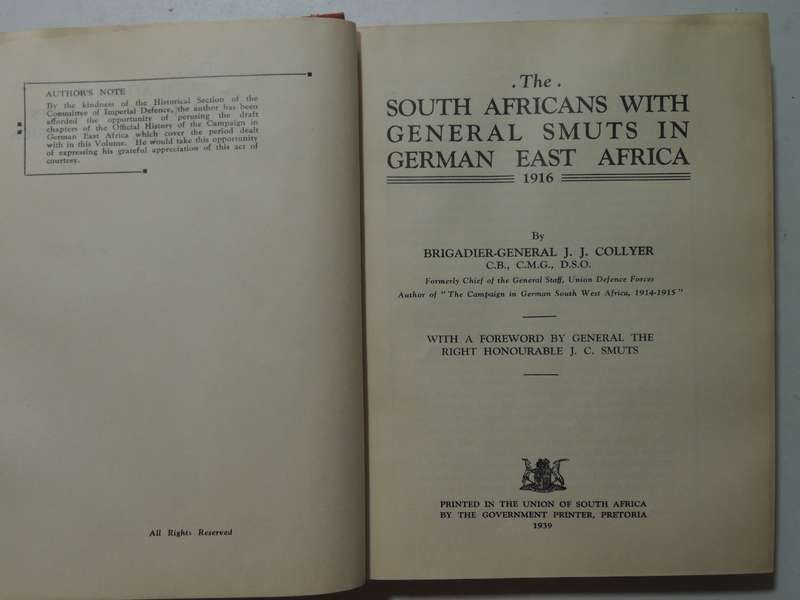 AUTHOR'S NOTE
By the kindness of the Historical Section of the
Committee of Imperial Defence, the author has been
afforded the opportunity of perusing the draft
chapters of the Official History of the Campaign in
German East Africa which cover the period dealt
with in this Volume. He would take this opportunity
of expressing his grateful appreciation of this act of
courtesy.
All Rights Reserved
. The .
SOUTH AFRICANS WITH
GENERAL SMUTS IN
GERMAN EAST AFRICA
1916
By
BRIGADIER-GENERAL J. J. COLLYER
C.B., C.M.G., D.S.O.
Formerly Chief of the General Staff, Union Defence Forces
Author of "The Campaign in German South West Africa, 1914-1915"
WITH A FOREWORD BY GENERAL THE
RIGHT HONOURABLE J. C. SMUTS
PRINTED IN THE UNION OF SOUTH AFRICA
BY THE GOVERNMENT PRINTER, PRETORIA
1939